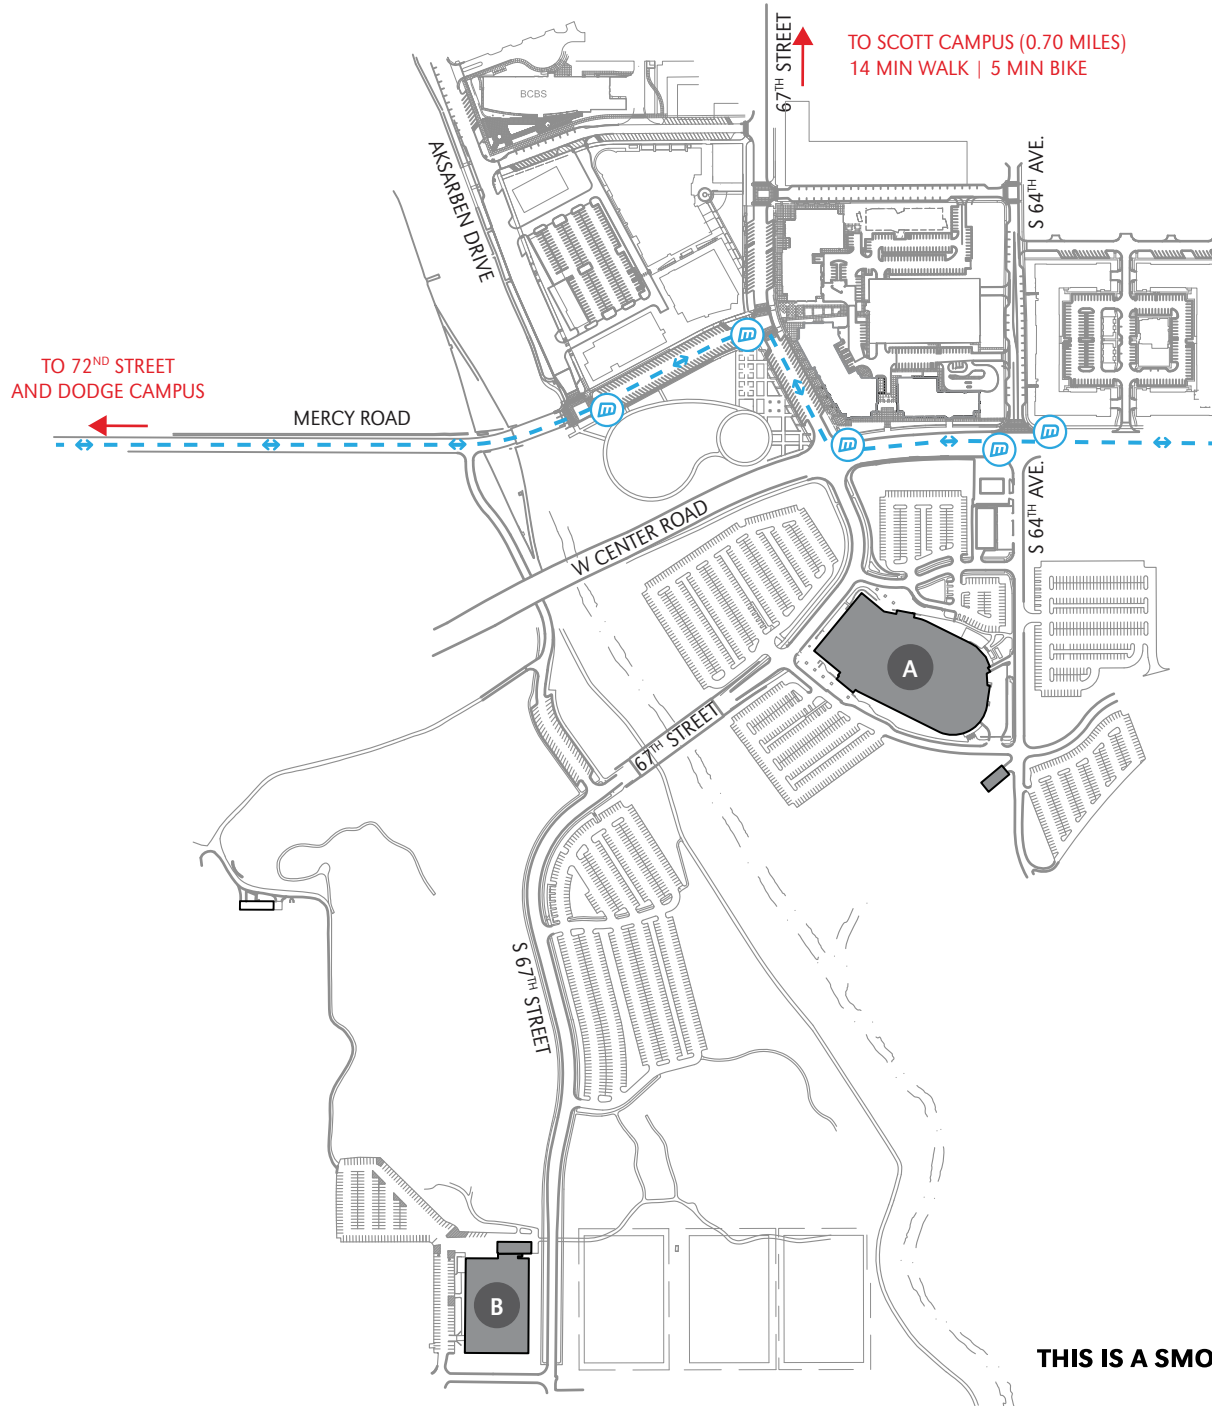 67TH STREET
TO SCOTT CAMPUS (0.70 MILES)
14 MIN WALK | 5 MIN BIKE
BCBS
AKSARBEN DRIVE
S 64TH AVE.
TO 72ND STREET
AND DODGE CAMPUS
MERCY ROAD
W CENTER ROAD
S 64TH AVE.
A
67TH STREET
S 67TH STREET
B
THIS IS A SMO